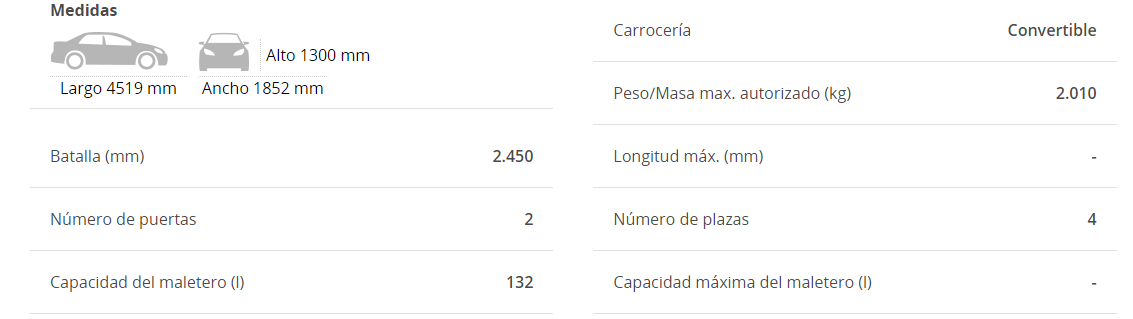 Medidas
Alto 1300 mm
Largo 4519 mm
Ancho 1852 mm
Batalla (mm) 2.450
Número de puertas 2
Capacidad del maletero (l) 132
Carrocería Convertible
Peso/Masa max. autorizado (kg) 2.010
Longitud máx. (mm) -
Número de plazas 4
Capacidad máxima del maletero (l) -